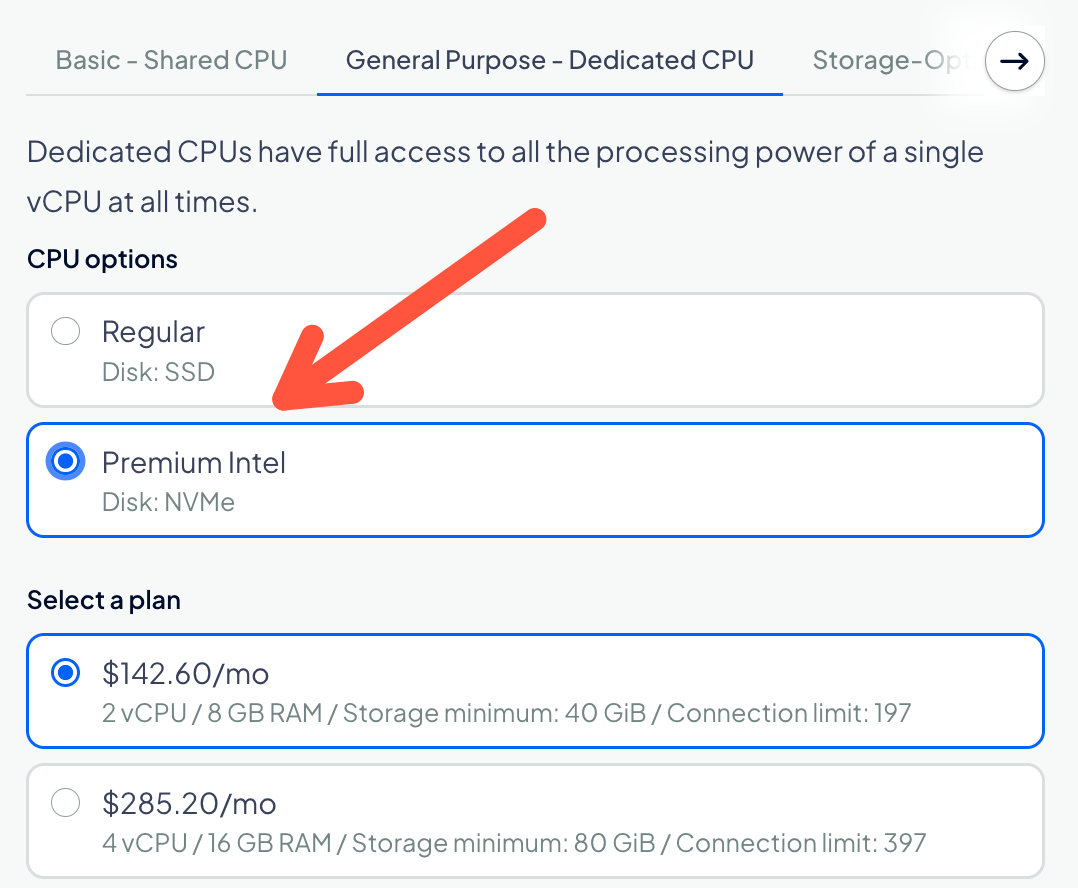 Basic - Shared CPU
General Purpose - Dedicated CPU
Storage-Op
Dedicated CPUs have full access to all the processing power of a single
vCPU at all times.
CPU options
Regular
Disk: SSD
Premium Intel
Disk: NVMe
Select a plan
$142.60/mo
2 vCPU / 8 GB RAM / Storage minimum: 40 GiB / Connection limit: 197
$285.20/mo
4 vCPU / 16 GB RAM / Storage minimum: 80 GiB / Connection limit: 397